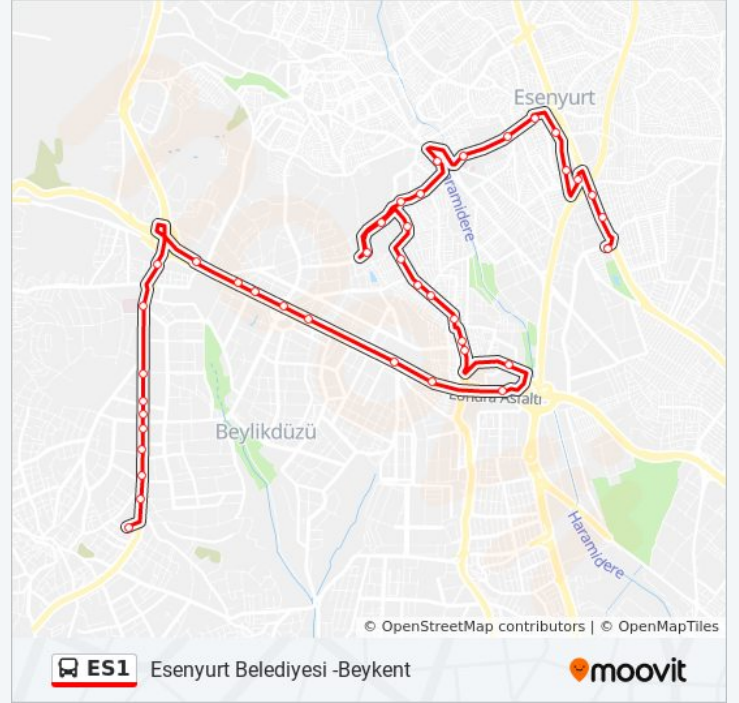 Esenyurt
Haramidere
Beylikdüzü
Londra Asfaltı
Haramidere
© OpenStreetMap contributors | © OpenMapTiles
ES1 Esenyurt Belediyesi -Beykent moovit